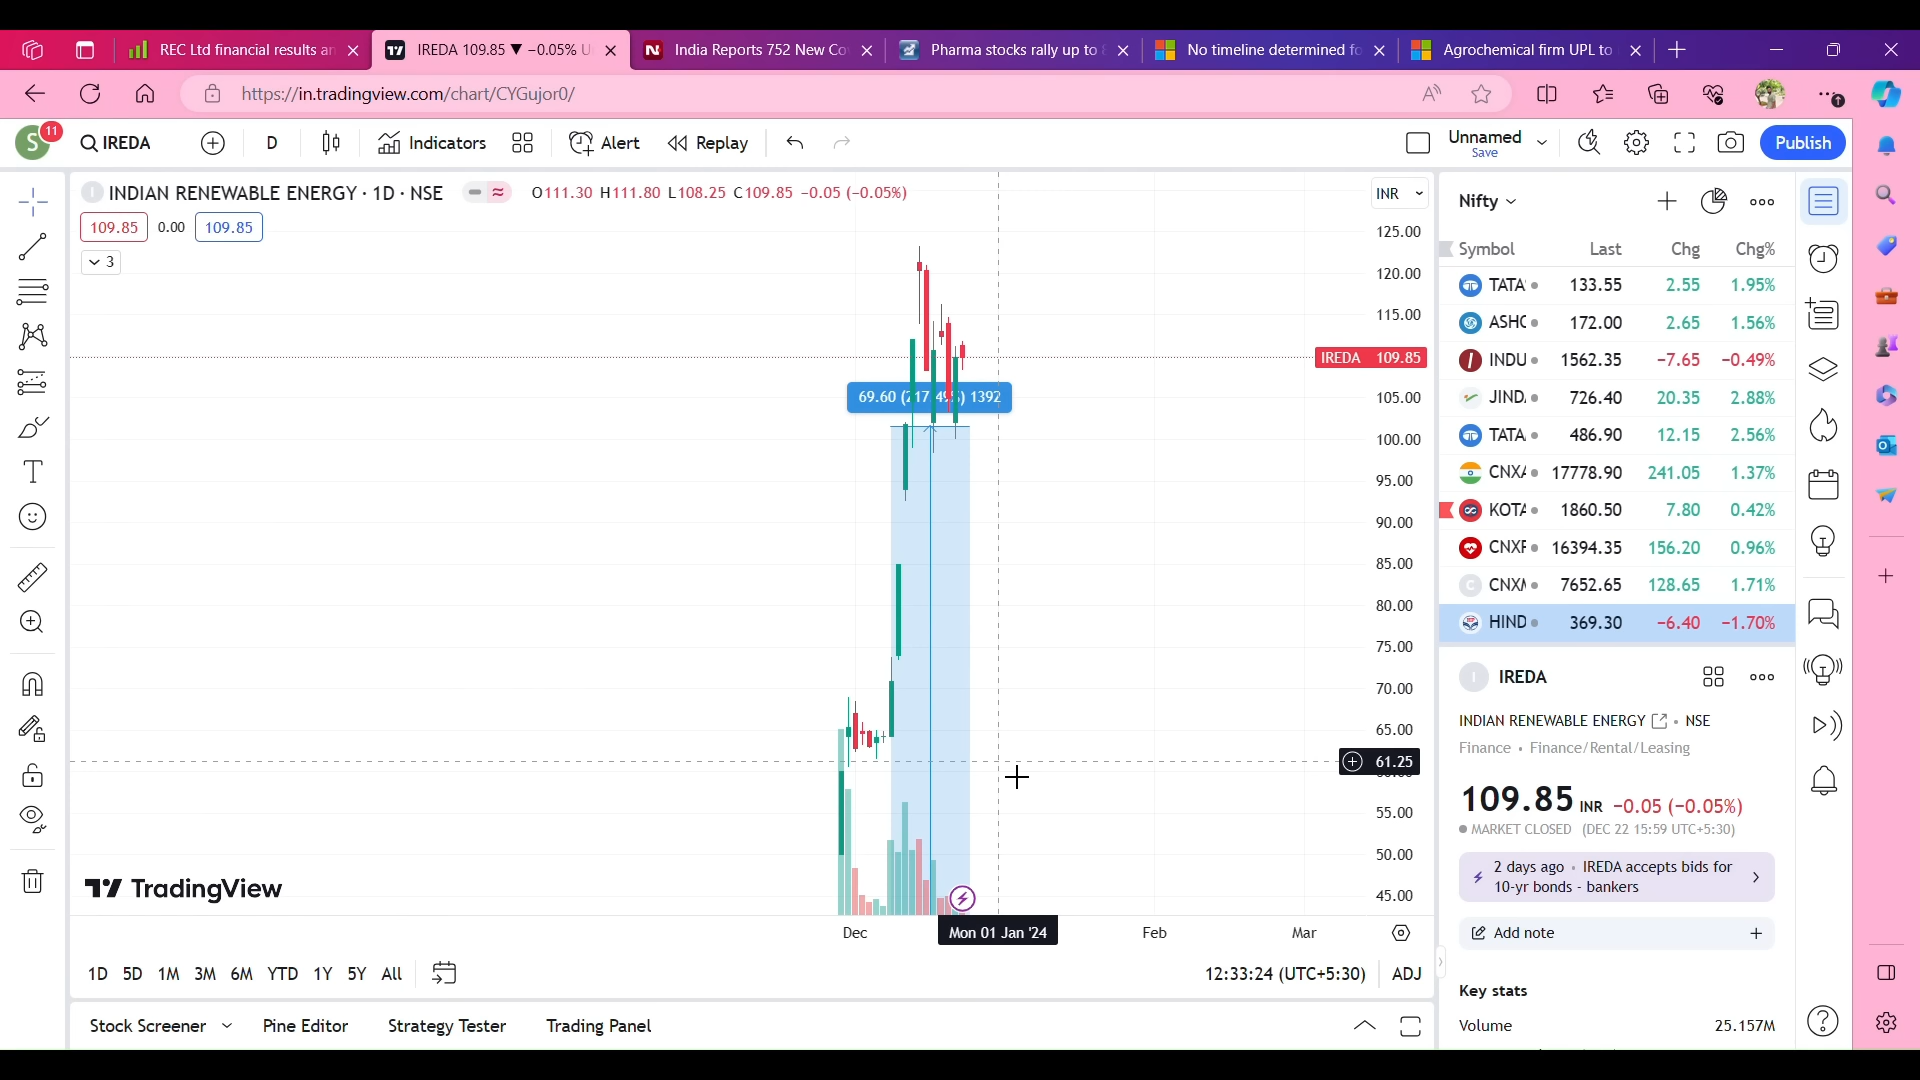 REC Ltd financial results an
IREDA 109.85 ▼ −0.05% U
India Reports 752 New Co
Pharma stocks rally up to 8
No timeline determined fo
Agrochemical firm UPL to
https://in.tradingview.com/chart/CYGujor0/
S
11
IREDA
D
Indicators
Alert
Replay
Unnamed
Save
Publish
INDIAN RENEWABLE ENERGY · 1D · NSE
O111.30 H111.80 L108.25 C109.85 −0.05 (−0.05%)
109.85
0.00
109.85
3
INR
125.00
120.00
115.00
IREDA 109.85
105.00
100.00
95.00
90.00
85.00
80.00
75.00
70.00
65.00
61.25
55.00
50.00
45.00
TradingView
Dec
Mon 01 Jan '24
Feb
Mar
1D 5D 1M 3M 6M YTD 1Y 5Y All
12:33:24 (UTC+5:30)
ADJ
Stock Screener
Pine Editor
Strategy Tester
Trading Panel
Nifty
Symbol Last Chg Chg%
TATA 133.55 2.55 1.95%
ASHO 172.00 2.65 1.56%
INDU 1562.35 −7.65 −0.49%
JIND 726.40 20.35 2.88%
TATA 486.90 12.15 2.56%
CNXA 17778.90 241.05 1.37%
KOTA 1860.50 7.80 0.42%
16394.35 156.20 0.96%
7652.65 128.65 1.71%
HIND 369.30 −6.40 −1.70%
IREDA
INDIAN RENEWABLE ENERGY · NSE
Finance · Finance/Rental/Leasing
109.85 INR −0.05 (−0.05%)
MARKET CLOSED (DEC 22 15:59 UTC+5:30)
2 days ago · IREDA accepts bids for
10-yr bonds - bankers
Add note
Key stats
Volume 25.157M